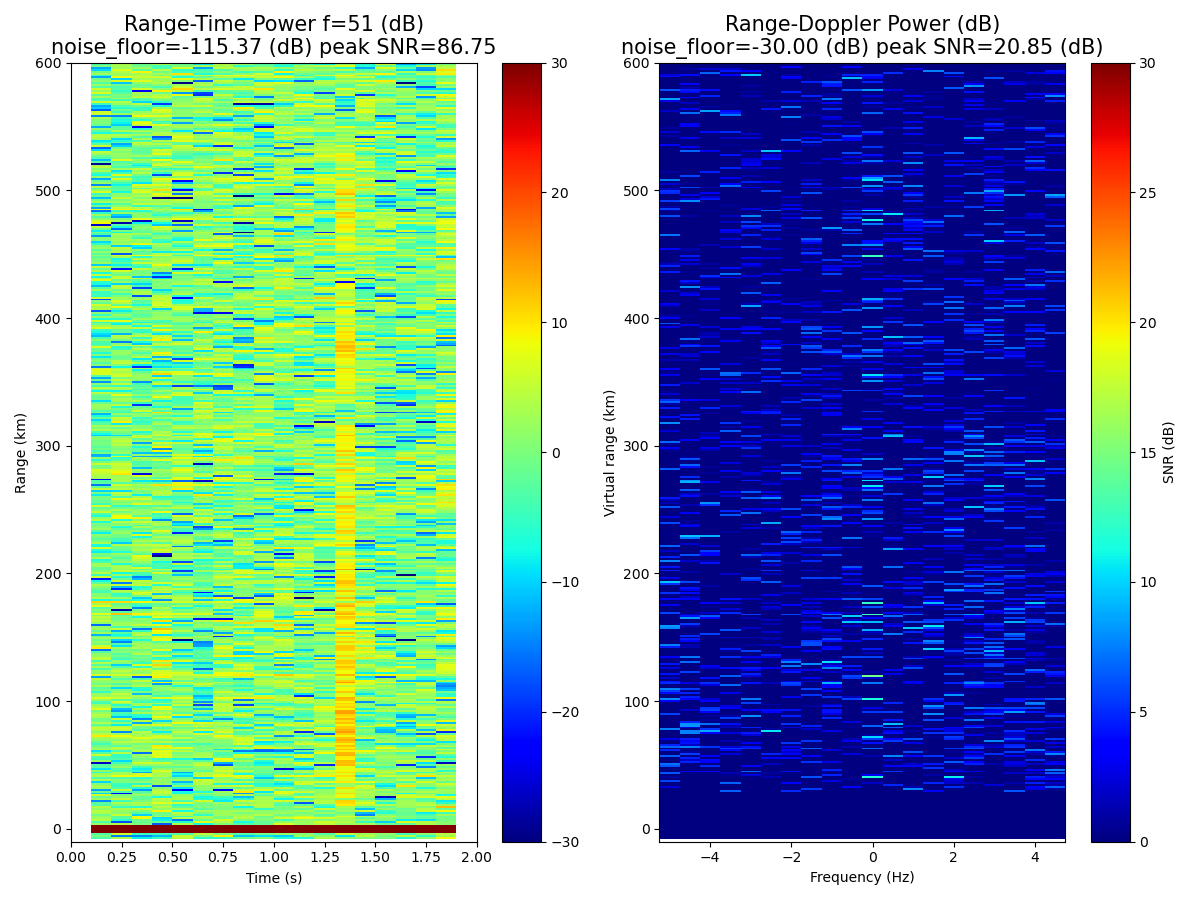 Range-Time Power f=51 (dB)
noise_floor=-115.37 (dB) peak SNR=86.75
600
500
400
300
200
100
0
Range (km)
0.00 0.25 0.50 0.75 1.00 1.25 1.50 1.75 2.00
Time (s)
30
20
10
0
−10
−20
−30
Range-Doppler Power (dB)
noise_floor=-30.00 (dB) peak SNR=20.85 (dB)
600
500
400
300
200
100
0
Virtual range (km)
−4 −2 0 2 4
Frequency (Hz)
30
25
20
15
10
5
0
SNR (dB)